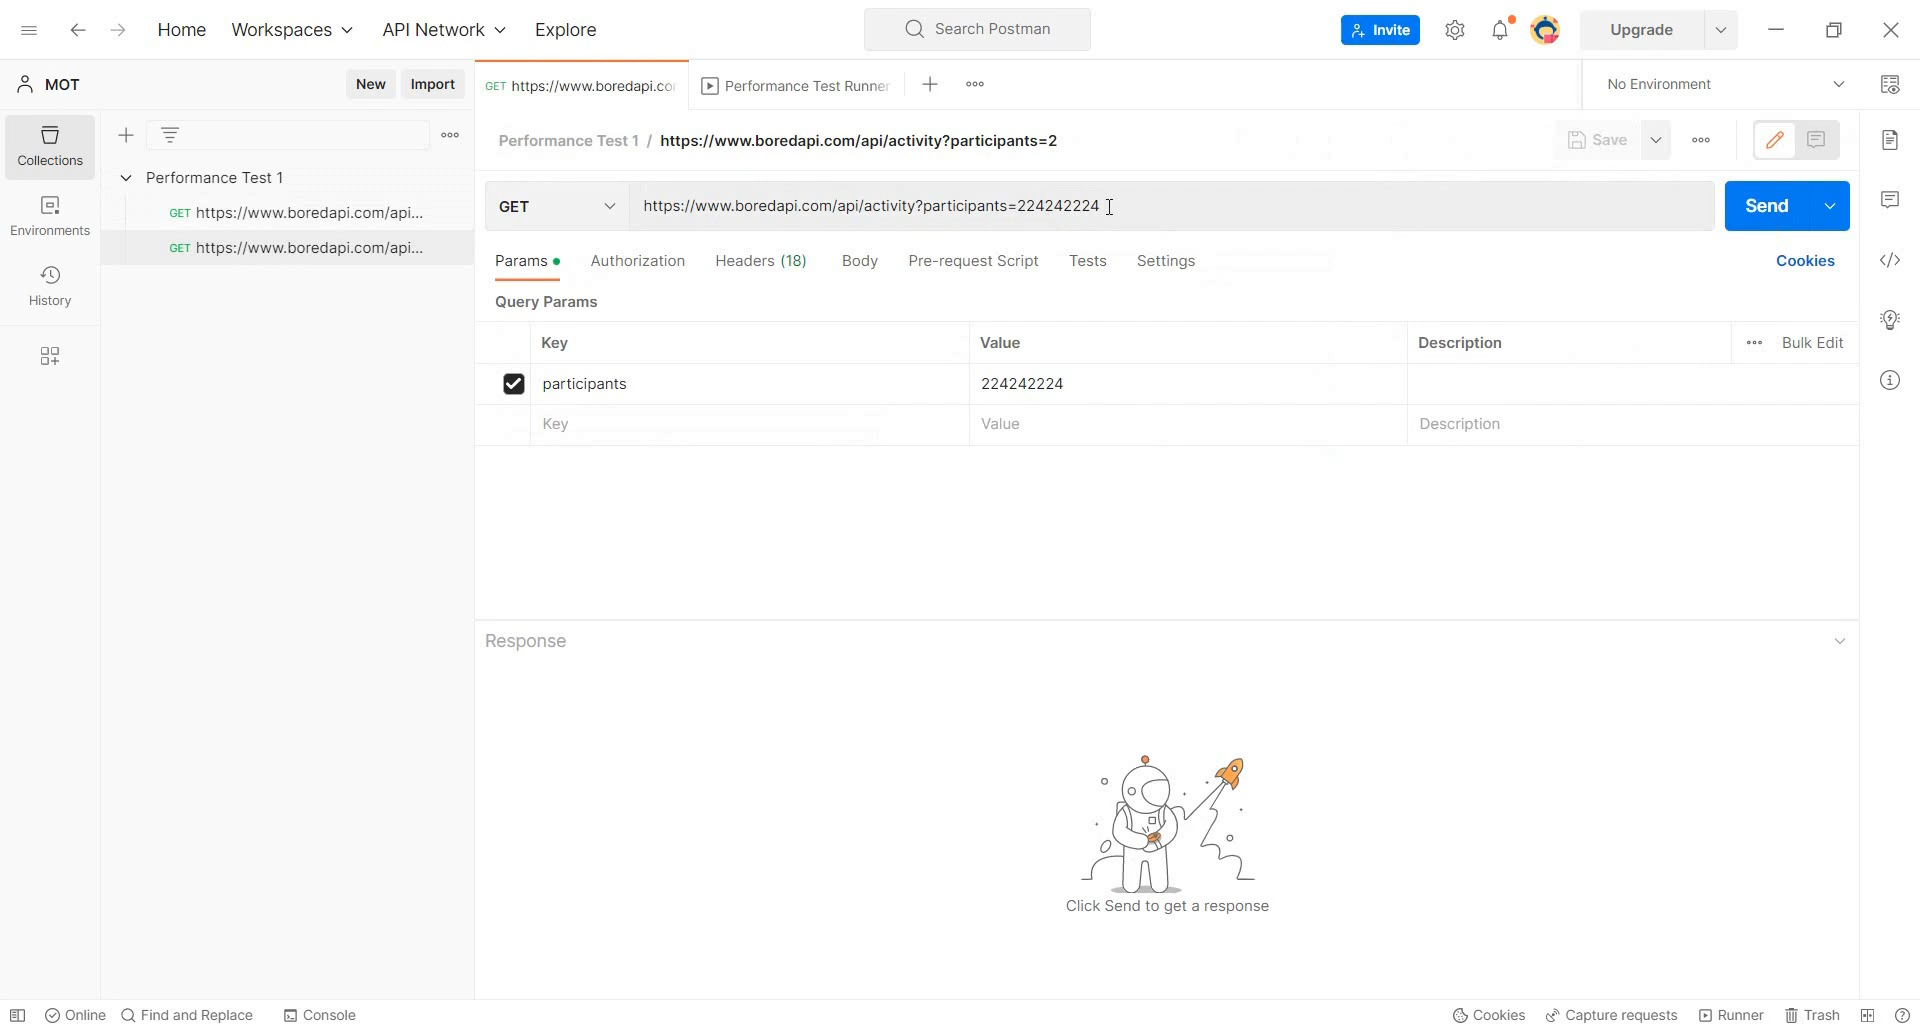 Home
Workspaces
API Network
Explore
Search Postman
Invite
Upgrade
MOT
New
Import
GET https://www.boredapi.co
Performance Test Runner
No Environment
Collections
Environments
History
Performance Test 1
GET https://www.boredapi.com/api...
GET https://www.boredapi.com/api...
Performance Test 1 / https://www.boredapi.com/api/activity?participants=2
Save
GET
https://www.boredapi.com/api/activity?participants=224242224
Send
Params
Authorization
Headers (18)
Body
Pre-request Script
Tests
Settings
Cookies
Query Params
Key
Value
Description
Bulk Edit
participants
224242224
Key
Value
Description
Response
Click Send to get a response
Online
Find and Replace
Console
Cookies
Capture requests
Runner
Trash